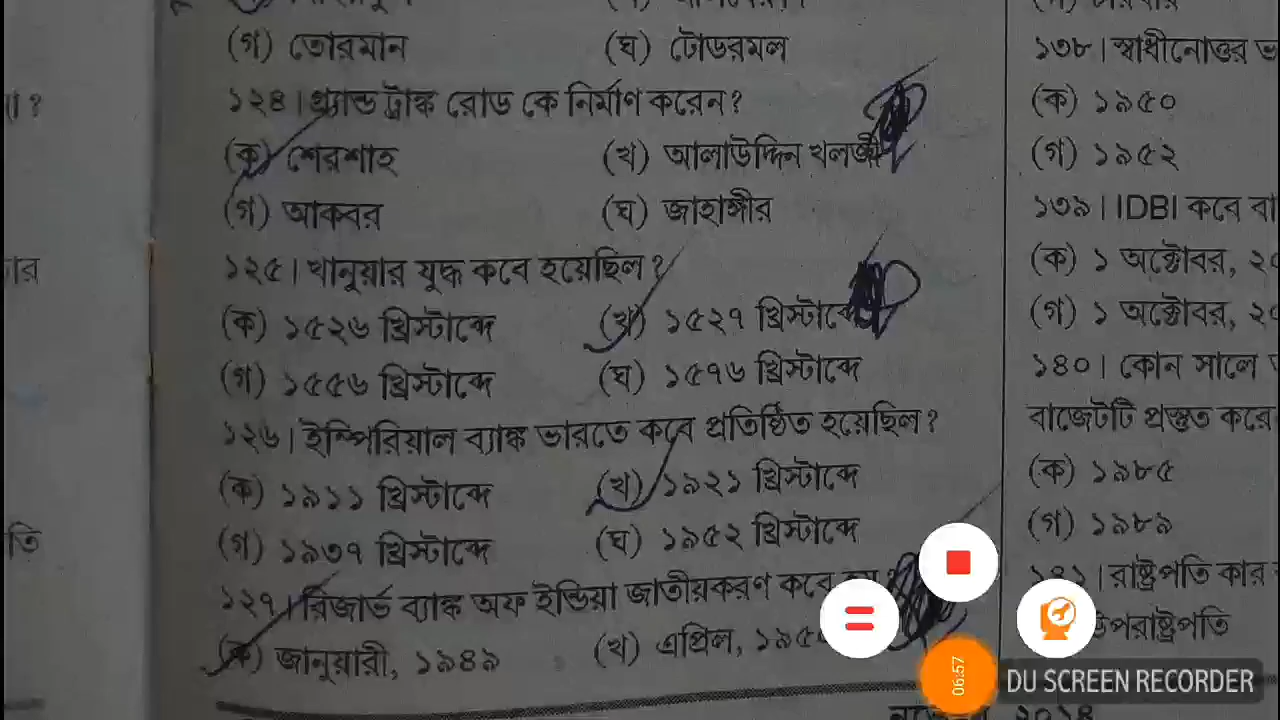 (গ) তোরমান (ঘ) টোডরমল
১২৪। গ্র্যান্ড ট্রাঙ্ক রোড কে নির্মাণ করেন?
(ক) শেরশাহ (খ) আলাউদ্দিন খলজী
(গ) আকবর (ঘ) জাহাঙ্গীর
১২৫। খানুয়ার যুদ্ধ কবে হয়েছিল?
(ক) ১৫২৬ খ্রিস্টাব্দে (খ) ১৫২৭ খ্রিস্টাব্দে
(গ) ১৫৫৬ খ্রিস্টাব্দে (ঘ) ১৫৭৬ খ্রিস্টাব্দে
১২৬। ইম্পিরিয়াল ব্যাঙ্ক ভারতে কবে প্রতিষ্ঠিত হয়েছিল?
(ক) ১৯১১ খ্রিস্টাব্দে (খ) ১৯২১ খ্রিস্টাব্দে
(গ) ১৯৩৭ খ্রিস্টাব্দে (ঘ) ১৯৫২ খ্রিস্টাব্দে
১২৭। রিজার্ভ ব্যাঙ্ক অফ ইন্ডিয়া জাতীয়করণ কবে
(ক) জানুয়ারী, ১৯৪৯ (খ) এপ্রিল,
১৩৮। স্বাধীনোত্তর
(ক) ১৯৫০
(গ) ১৯৫২
১৩৯। IDBI কবে
(ক) ১ অক্টোবর,
(গ) ১ অক্টোবর,
১৪০। কোন সালে
বাজেটটি প্রস্তুত করে
(ক) ১৯৮৫
(গ) ১৯৮৯
১৪১। রাষ্ট্রপতি কার
উপরাষ্ট্রপতি
06:57
DU SCREEN RECORDER